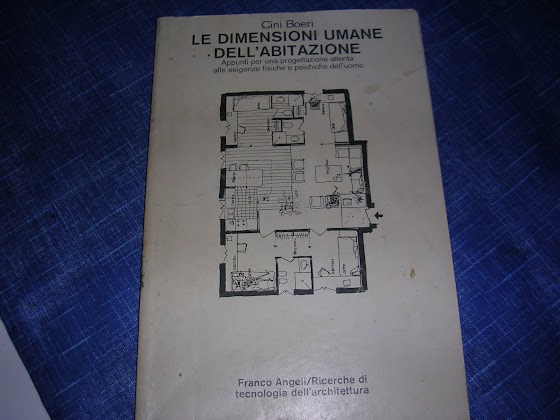 Cini Boeri
LE DIMENSIONI UMANE
DELL'ABITAZIONE
Appunti per una progettazione attenta
alle esigenze fisiche e psichiche dell'uomo
Franco Angeli/Ricerche di
tecnologia dell'architettura